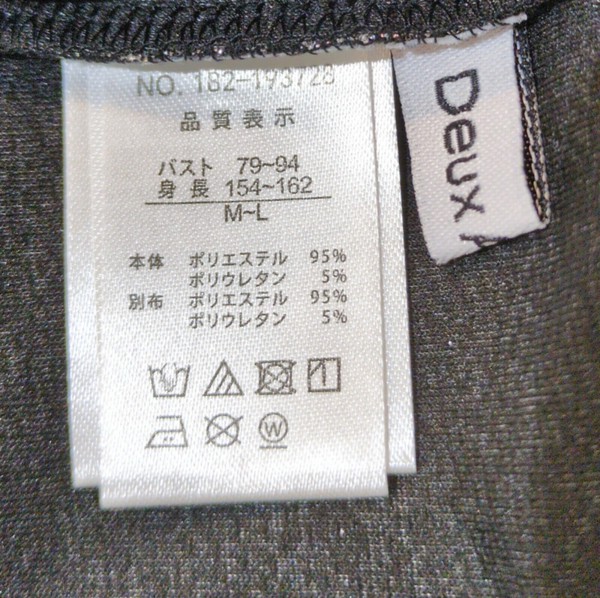 NO. 182-193728
品質表示
バスト 79~94
身長 154~162
M~L
本体 ポリエステル 95%
ポリウレタン 5%
別布 ポリエステル 95%
ポリウレタン 5%
W
Deux